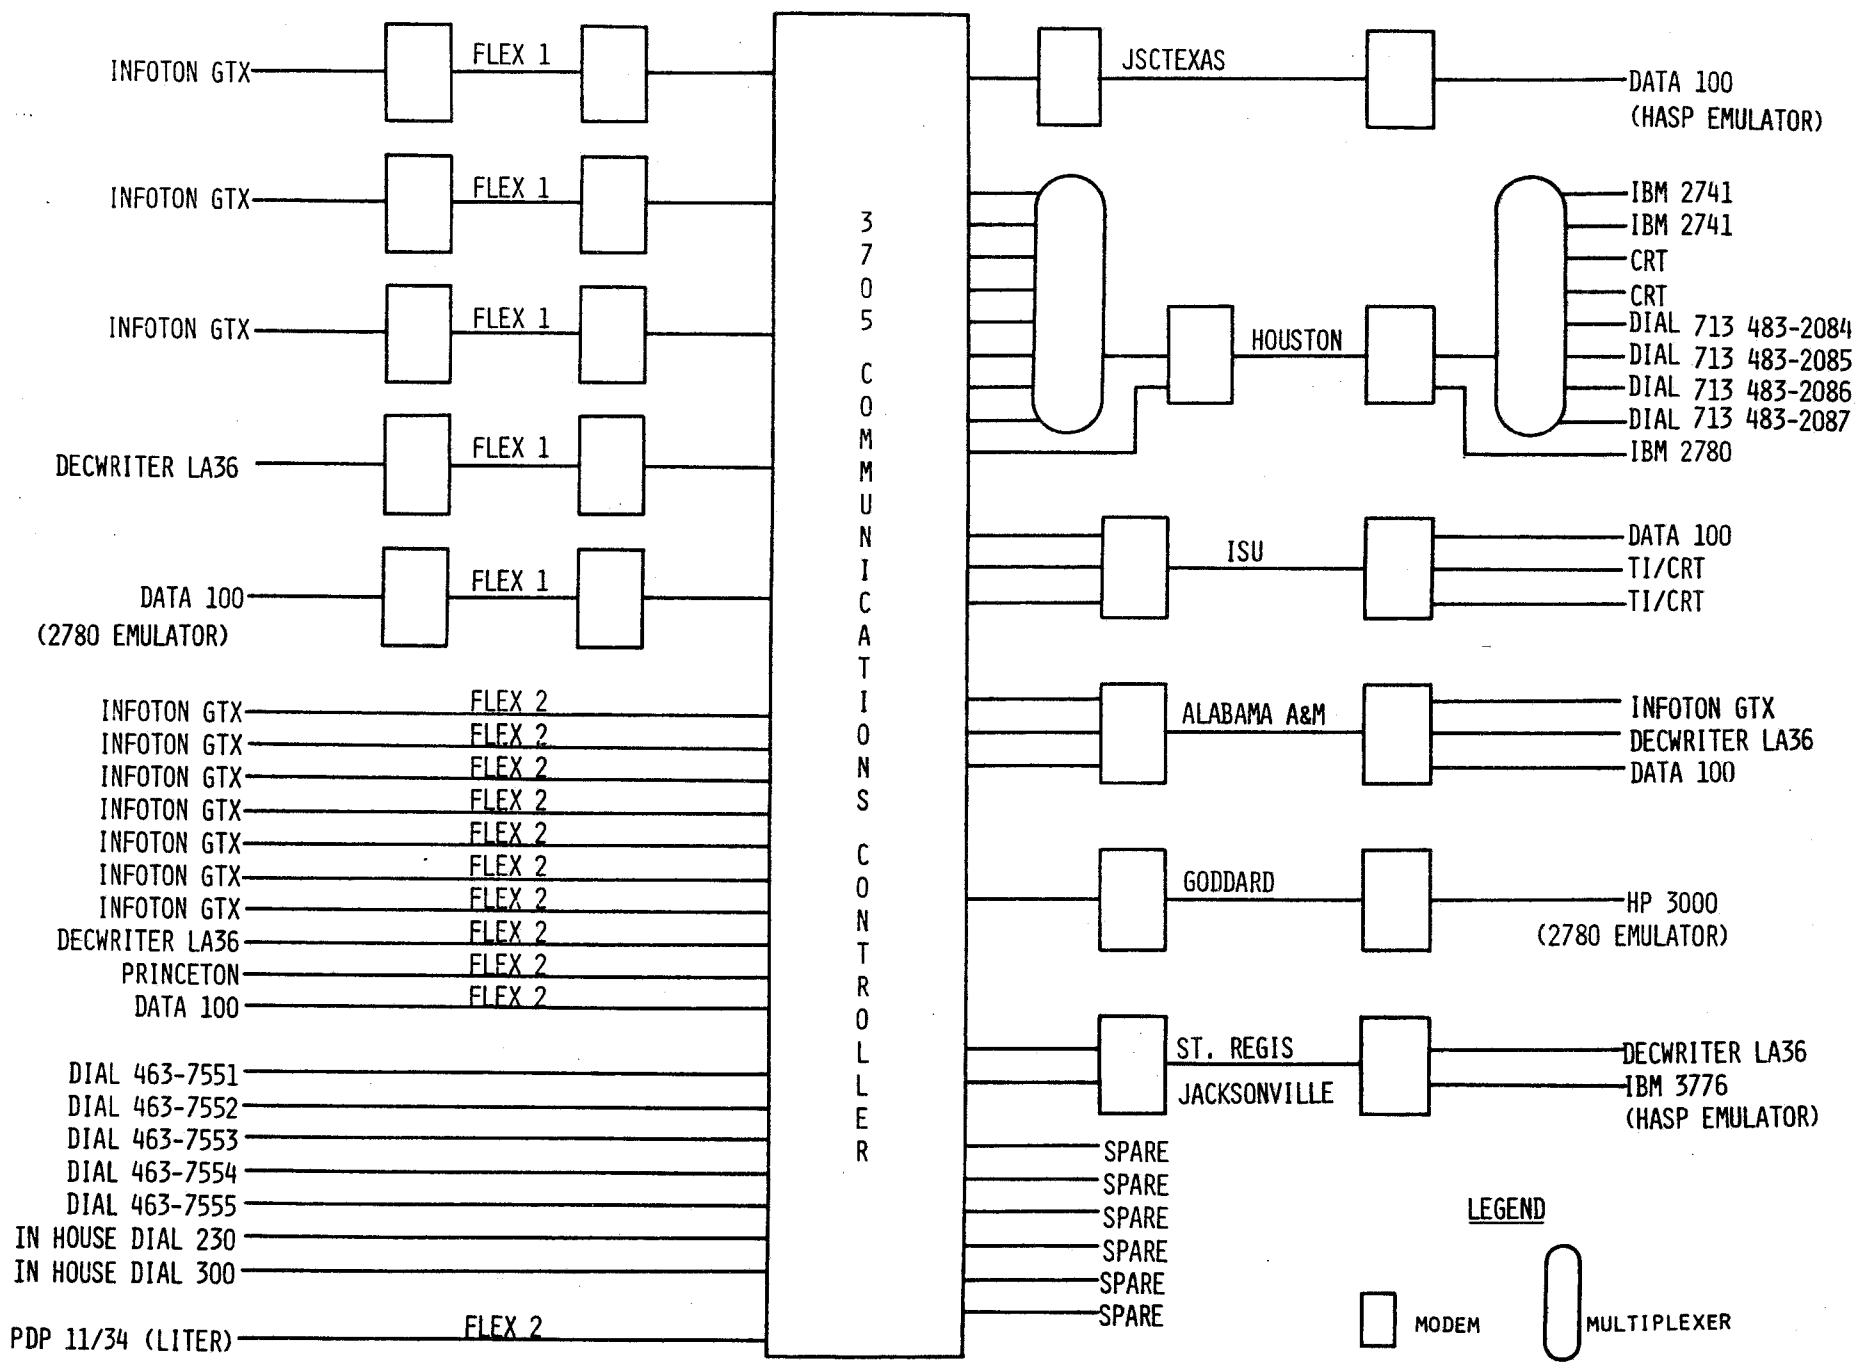 INFOTON GTX
FLEX 1
INFOTON GTX
FLEX 1
INFOTON GTX
FLEX 1
DECWRITER LA36
FLEX 1
DATA 100
(2780 EMULATOR)
FLEX 1
INFOTON GTX
FLEX 2
INFOTON GTX
FLEX 2
INFOTON GTX
FLEX 2
INFOTON GTX
FLEX 2
INFOTON GTX
FLEX 2
INFOTON GTX
FLEX 2
INFOTON GTX
FLEX 2
DECWRITER LA36
FLEX 2
PRINCETON
FLEX 2
DATA 100
FLEX 2
DIAL 463-7551
DIAL 463-7552
DIAL 463-7553
DIAL 463-7554
DIAL 463-7555
IN HOUSE DIAL 230
IN HOUSE DIAL 300
PDP 11/34 (LITER)
FLEX 2
3705 COMMUNICATIONS CONTROLLER
JSCTEXAS
DATA 100
(HASP EMULATOR)
HOUSTON
IBM 2741
IBM 2741
CRT
CRT
DIAL 713 483-2084
DIAL 713 483-2085
DIAL 713 483-2086
DIAL 713 483-2087
IBM 2780
ISU
DATA 100
TI/CRT
TI/CRT
ALABAMA A&M
INFOTON GTX
DECWRITER LA36
DATA 100
GODDARD
HP 3000
(2780 EMULATOR)
ST. REGIS
JACKSONVILLE
DECWRITER LA36
IBM 3776
(HASP EMULATOR)
SPARE
SPARE
SPARE
SPARE
SPARE
SPARE
LEGEND
MODEM
MULTIPLEXER